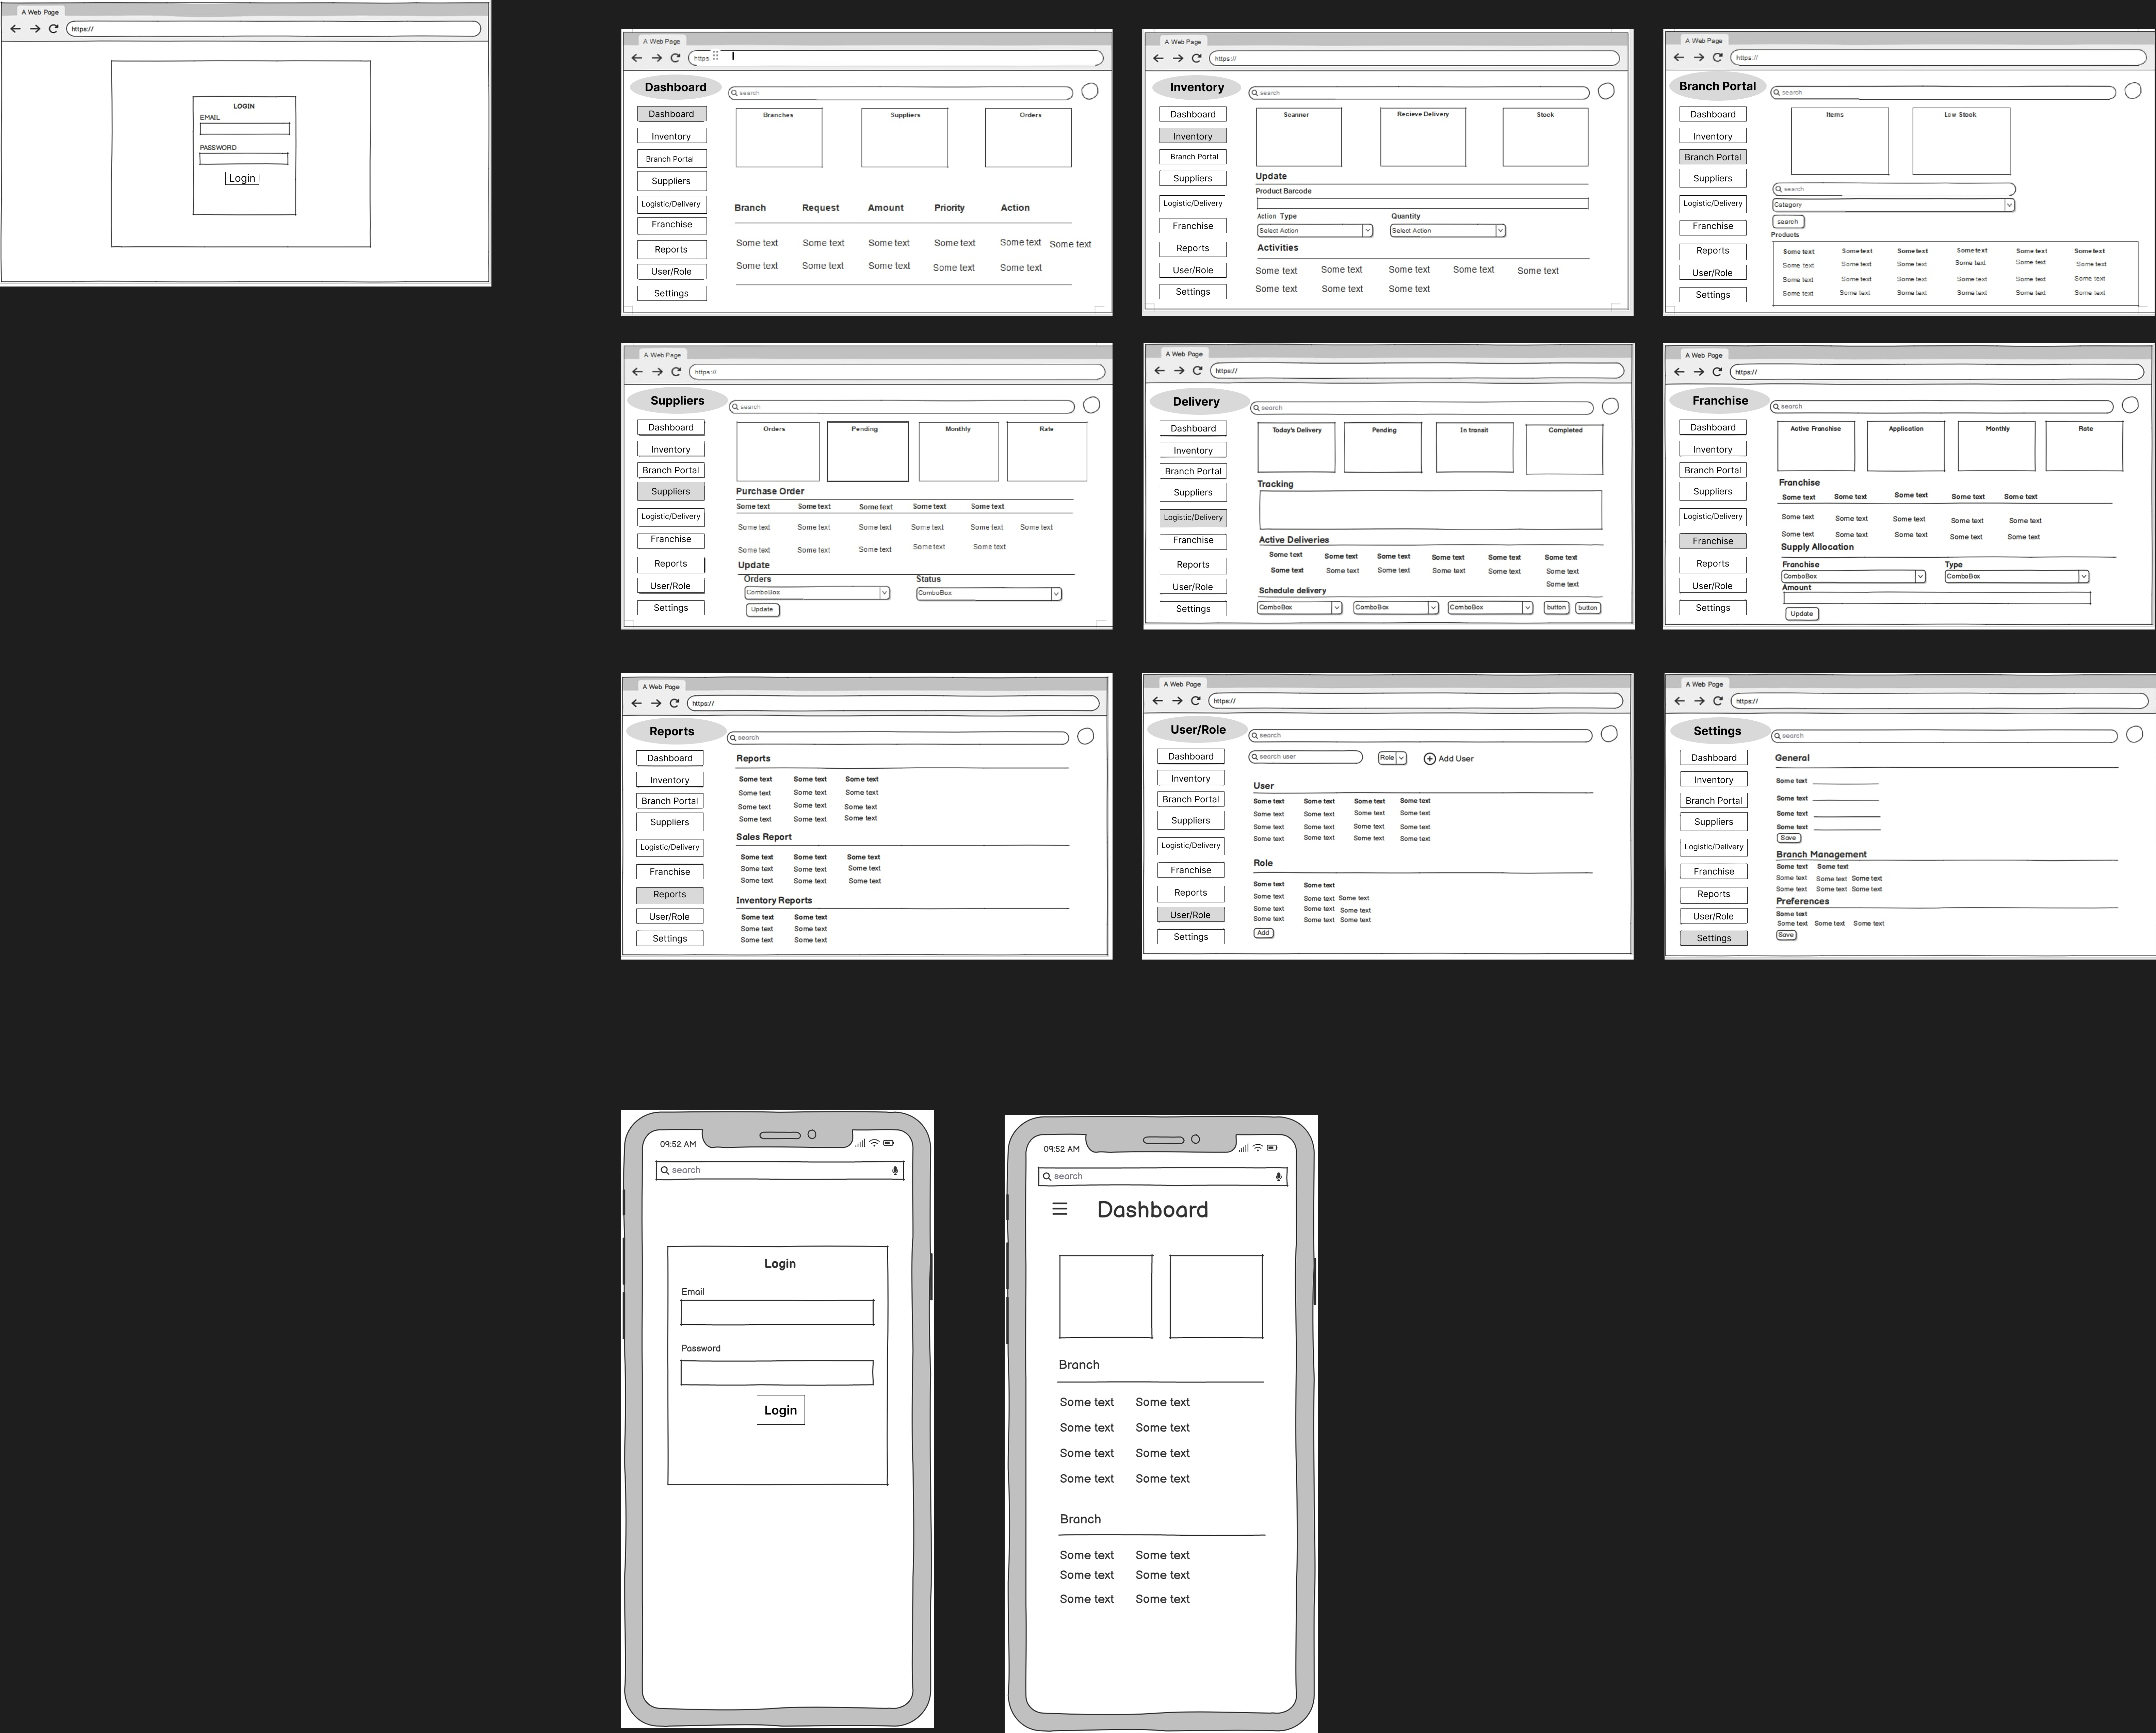 A Web Page
https://
LOGIN
EMAIL
PASSWORD
Login
A Web Page
https
Dashboard
search
Dashboard
Inventory
Branch Portal
Suppliers
Logistic/Delivery
Franchise
Reports
User/Role
Settings
Branches Suppliers Orders
Branch Request Amount Priority Action
Some text Some text Some text Some text Some text Some text
Some text Some text Some text Some text Some text
A Web Page
https://
Inventory
search
Dashboard
Inventory
Branch Portal
Suppliers
Logistic/Delivery
Franchise
Reports
User/Role
Settings
Scanner Recieve Delivery Stock
Update
Product Barcode
Action Type Quantity
Select Action Select Action
Activities
Some text Some text Some text Some text Some text
Some text Some text Some text
A Web Page
https://
Branch Portal
search
Dashboard
Inventory
Branch Portal
Suppliers
Logistic/Delivery
Franchise
Reports
User/Role
Settings
Items Low Stock
search
Category
search
Products
Some text Some text Some text Some text Some text Some text
Some text Some text Some text Some text Some text Some text
Some text Some text Some text Some text Some text Some text
Some text Some text Some text Some text Some text Some text
A Web Page
https://
Suppliers
search
Dashboard
Inventory
Branch Portal
Suppliers
Logistic/Delivery
Franchise
Reports
User/Role
Settings
Orders Pending Monthly Rate
Purchase Order
Some text Some text Some text Some text Some text
Some text Some text Some text Some text Some text Some text
Some text Some text Some text Some text Some text
Update
Orders Status
ComboBox ComboBox
Update
A Web Page
https://
Delivery
search
Dashboard
Inventory
Branch Portal
Suppliers
Logistic/Delivery
Franchise
Reports
User/Role
Settings
Today's Delivery Pending In transit Completed
Tracking
Active Deliveries
Some text Some text Some text Some text Some text Some text
Some text Some text Some text Some text Some text Some text
Some text
Schedule delivery
ComboBox ComboBox ComboBox button button
A Web Page
https://
Franchise
search
Dashboard
Inventory
Branch Portal
Suppliers
Logistic/Delivery
Franchise
Reports
User/Role
Settings
Active Franchise Application Monthly Rate
Franchise
Some text Some text Some text Some text Some text
Some text Some text Some text Some text Some text
Some text Some text Some text Some text Some text
Supply Allocation
Franchise Type
ComboBox ComboBox
Amount
Update
A Web Page
https://
Reports
search
Dashboard
Inventory
Branch Portal
Suppliers
Logistic/Delivery
Franchise
Reports
User/Role
Settings
Reports
Some text Some text Some text
Some text Some text Some text
Some text Some text Some text
Some text Some text Some text
Sales Report
Some text Some text Some text
Some text Some text Some text
Some text Some text Some text
Inventory Reports
Some text Some text
Some text Some text
Some text Some text
A Web Page
https://
User/Role
search
Dashboard
Inventory
Branch Portal
Suppliers
Logistic/Delivery
Franchise
Reports
User/Role
Settings
search user Role Add User
User
Some text Some text Some text Some text
Some text Some text Some text Some text
Some text Some text Some text Some text
Some text Some text Some text Some text
Role
Some text Some text
Some text Some text Some text
Some text Some text Some text
Some text Some text Some text
Add
A Web Page
https://
Settings
search
Dashboard
Inventory
Branch Portal
Suppliers
Logistic/Delivery
Franchise
Reports
User/Role
Settings
General
Some text
Some text
Some text
Some text
Save
Branch Management
Some text Some text
Some text Some text Some text
Some text Some text Some text
Preferences
Some text
Some text Some text Some text
Save
09:52 AM
search
Login
Email
Password
Login
09:52 AM
search
Dashboard
Branch
Some text Some text
Some text Some text
Some text Some text
Some text Some text
Branch
Some text Some text
Some text Some text
Some text Some text